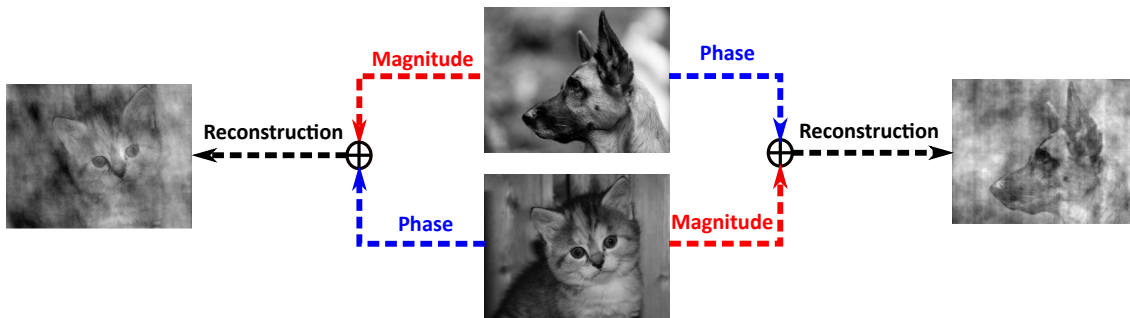 Magnitude
Phase
Reconstruction
Reconstruction
Phase
Magnitude